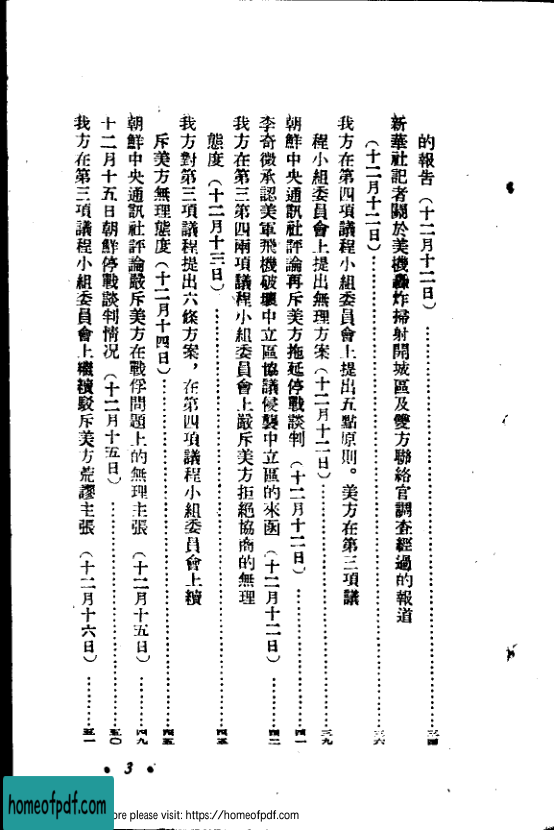 的報告（十二月十二日）……三四
新華社記者關於美機轟炸掃射開城區及雙方聯絡官調查經過的報道
（十二月十二日）……三六
我方在第四項議程小組委員會上提出五點原則。美方在第三項議
程小組委員會上提出無理方案（十二月十二日）……三九
朝鮮中央通訊社評論再斥美方拖延停戰談判（十二月十二日）……四一
李奇微承認美軍飛機破壞中立區協議侵襲中立區的來函（十二月十二日）……四二
我方在第三第四兩項議程小組委員會上嚴斥美方拒絕協商的無理
態度（十二月十三日）……四三
我方對第三項議程提出六條方案，在第四項議程小組委員會上續
斥美方無理態度（十二月十四日）……四五
朝鮮中央通訊社評論嚴斥美方在戰俘問題上的無理主張（十二月十五日）……四九
十二月十五日朝鮮停戰談判情況（十二月十五日）……五〇
我方在第三項議程小組委員會上繼續駁斥美方荒謬主張（十二月十六日）……五一
• 3 •
homeofpdf.com
ore please visit: https://homeofpdf.com